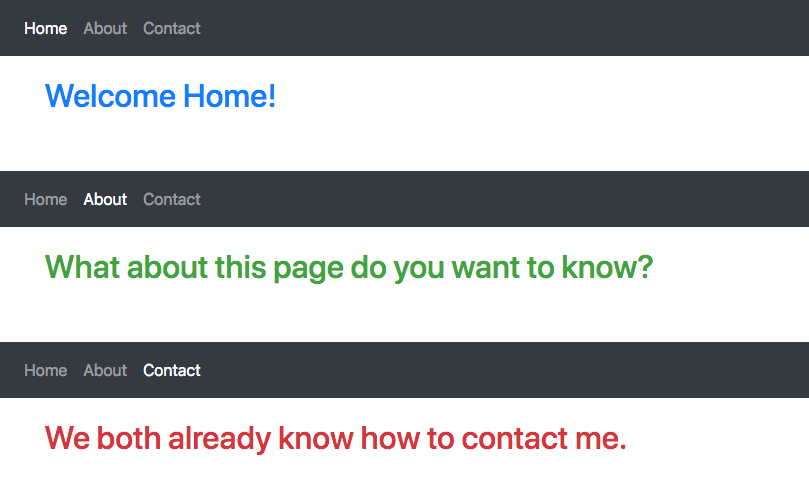 Home About Contact
Welcome Home!
Home About Contact
What about this page do you want to know?
Home About Contact
We both already know how to contact me.